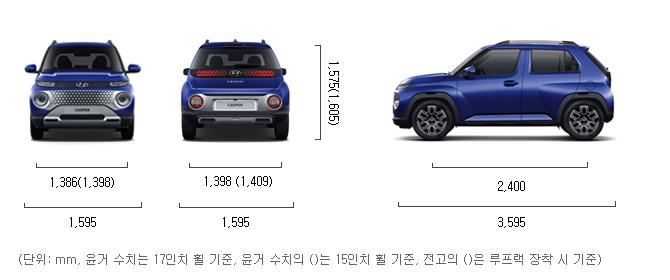 CASPER
CASPER
1,575(1,605)
1,386(1,398)
1,398 (1,409)
2,400
1,595
1,595
3,595
(단위: mm, 윤거 수치는 17인치 휠 기준, 윤거 수치의 ()는 15인치 휠 기준, 전고의 ()은 루프랙 장착 시 기준)